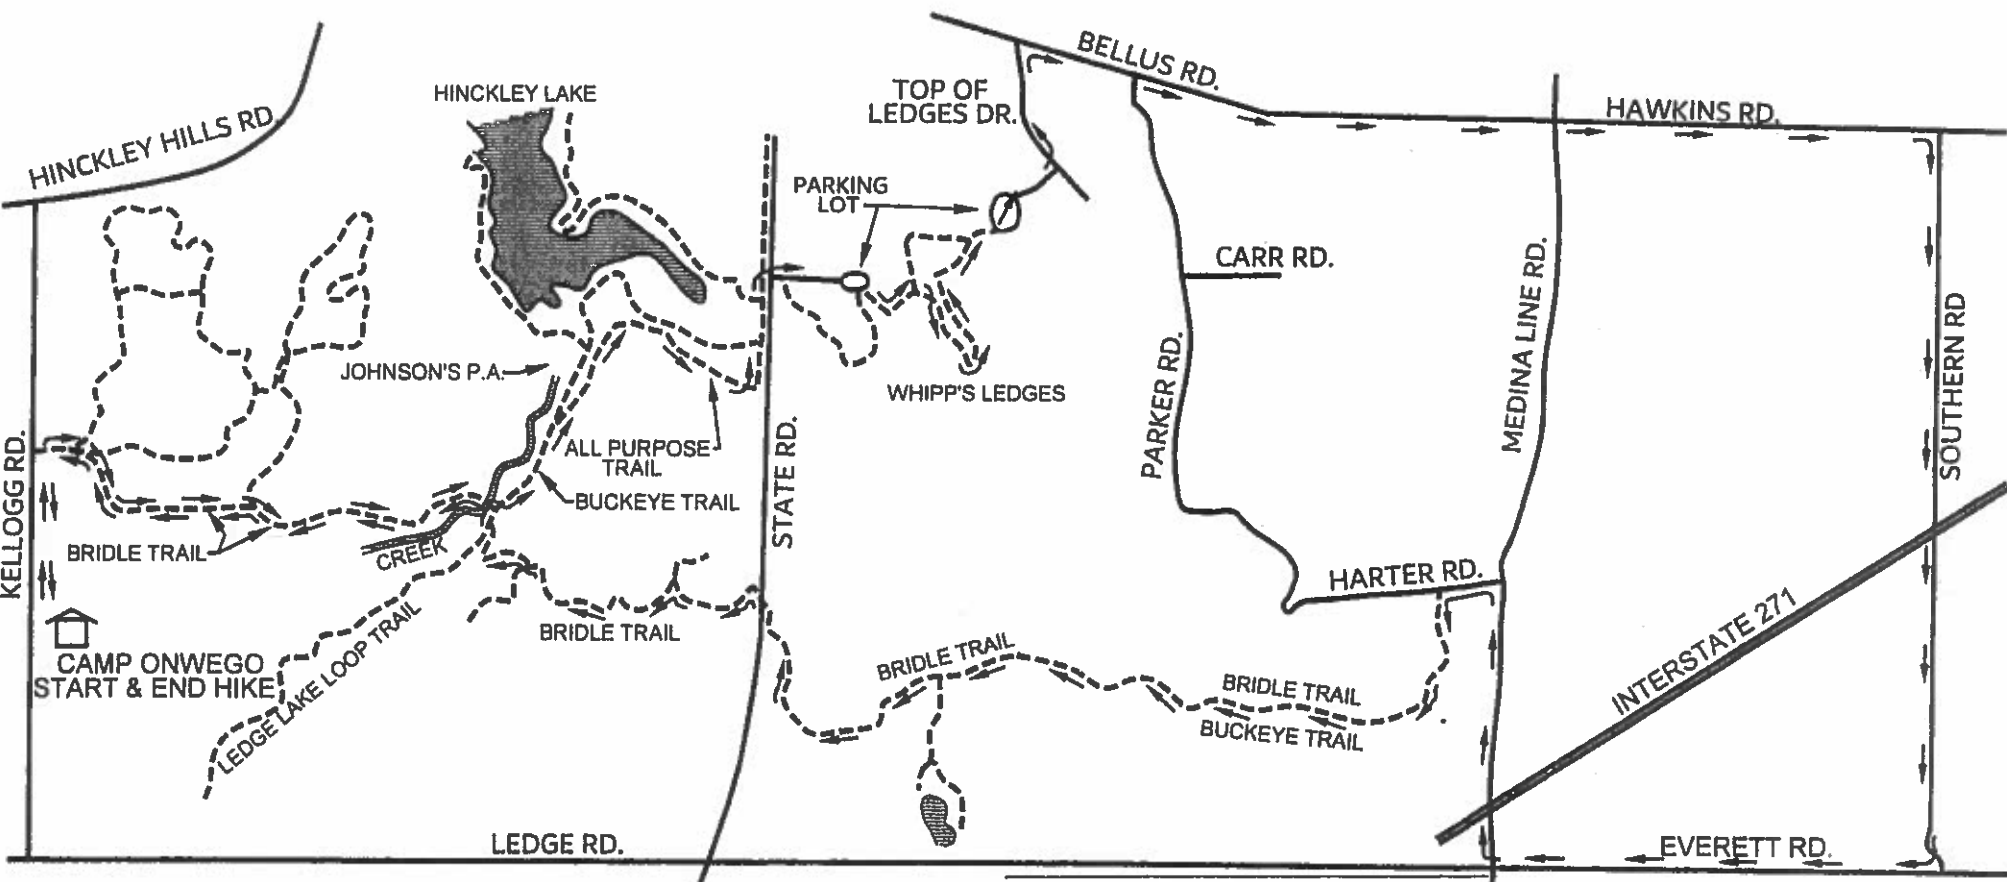 BELLUS RD.
HINCKLEY LAKE
TOP OF
LEDGES DR.
HAWKINS RD.
HINCKLEY HILLS RD.
PARKING
LOT
CARR RD.
MEDINA LINE RD.
SOUTHERN RD
JOHNSON'S P.A.
WHIPP'S LEDGES
PARKER RD.
ALL PURPOSE
TRAIL
STATE RD.
BUCKEYE TRAIL
KELLOGG RD.
BRIDLE TRAIL
CREEK
HARTER RD.
BRIDLE TRAIL
LEDGE LAKE LOOP TRAIL
CAMP ONWEGO
START & END HIKE
BRIDLE TRAIL
BRIDLE TRAIL
BUCKEYE TRAIL
INTERSTATE 271
LEDGE RD.
EVERETT RD.